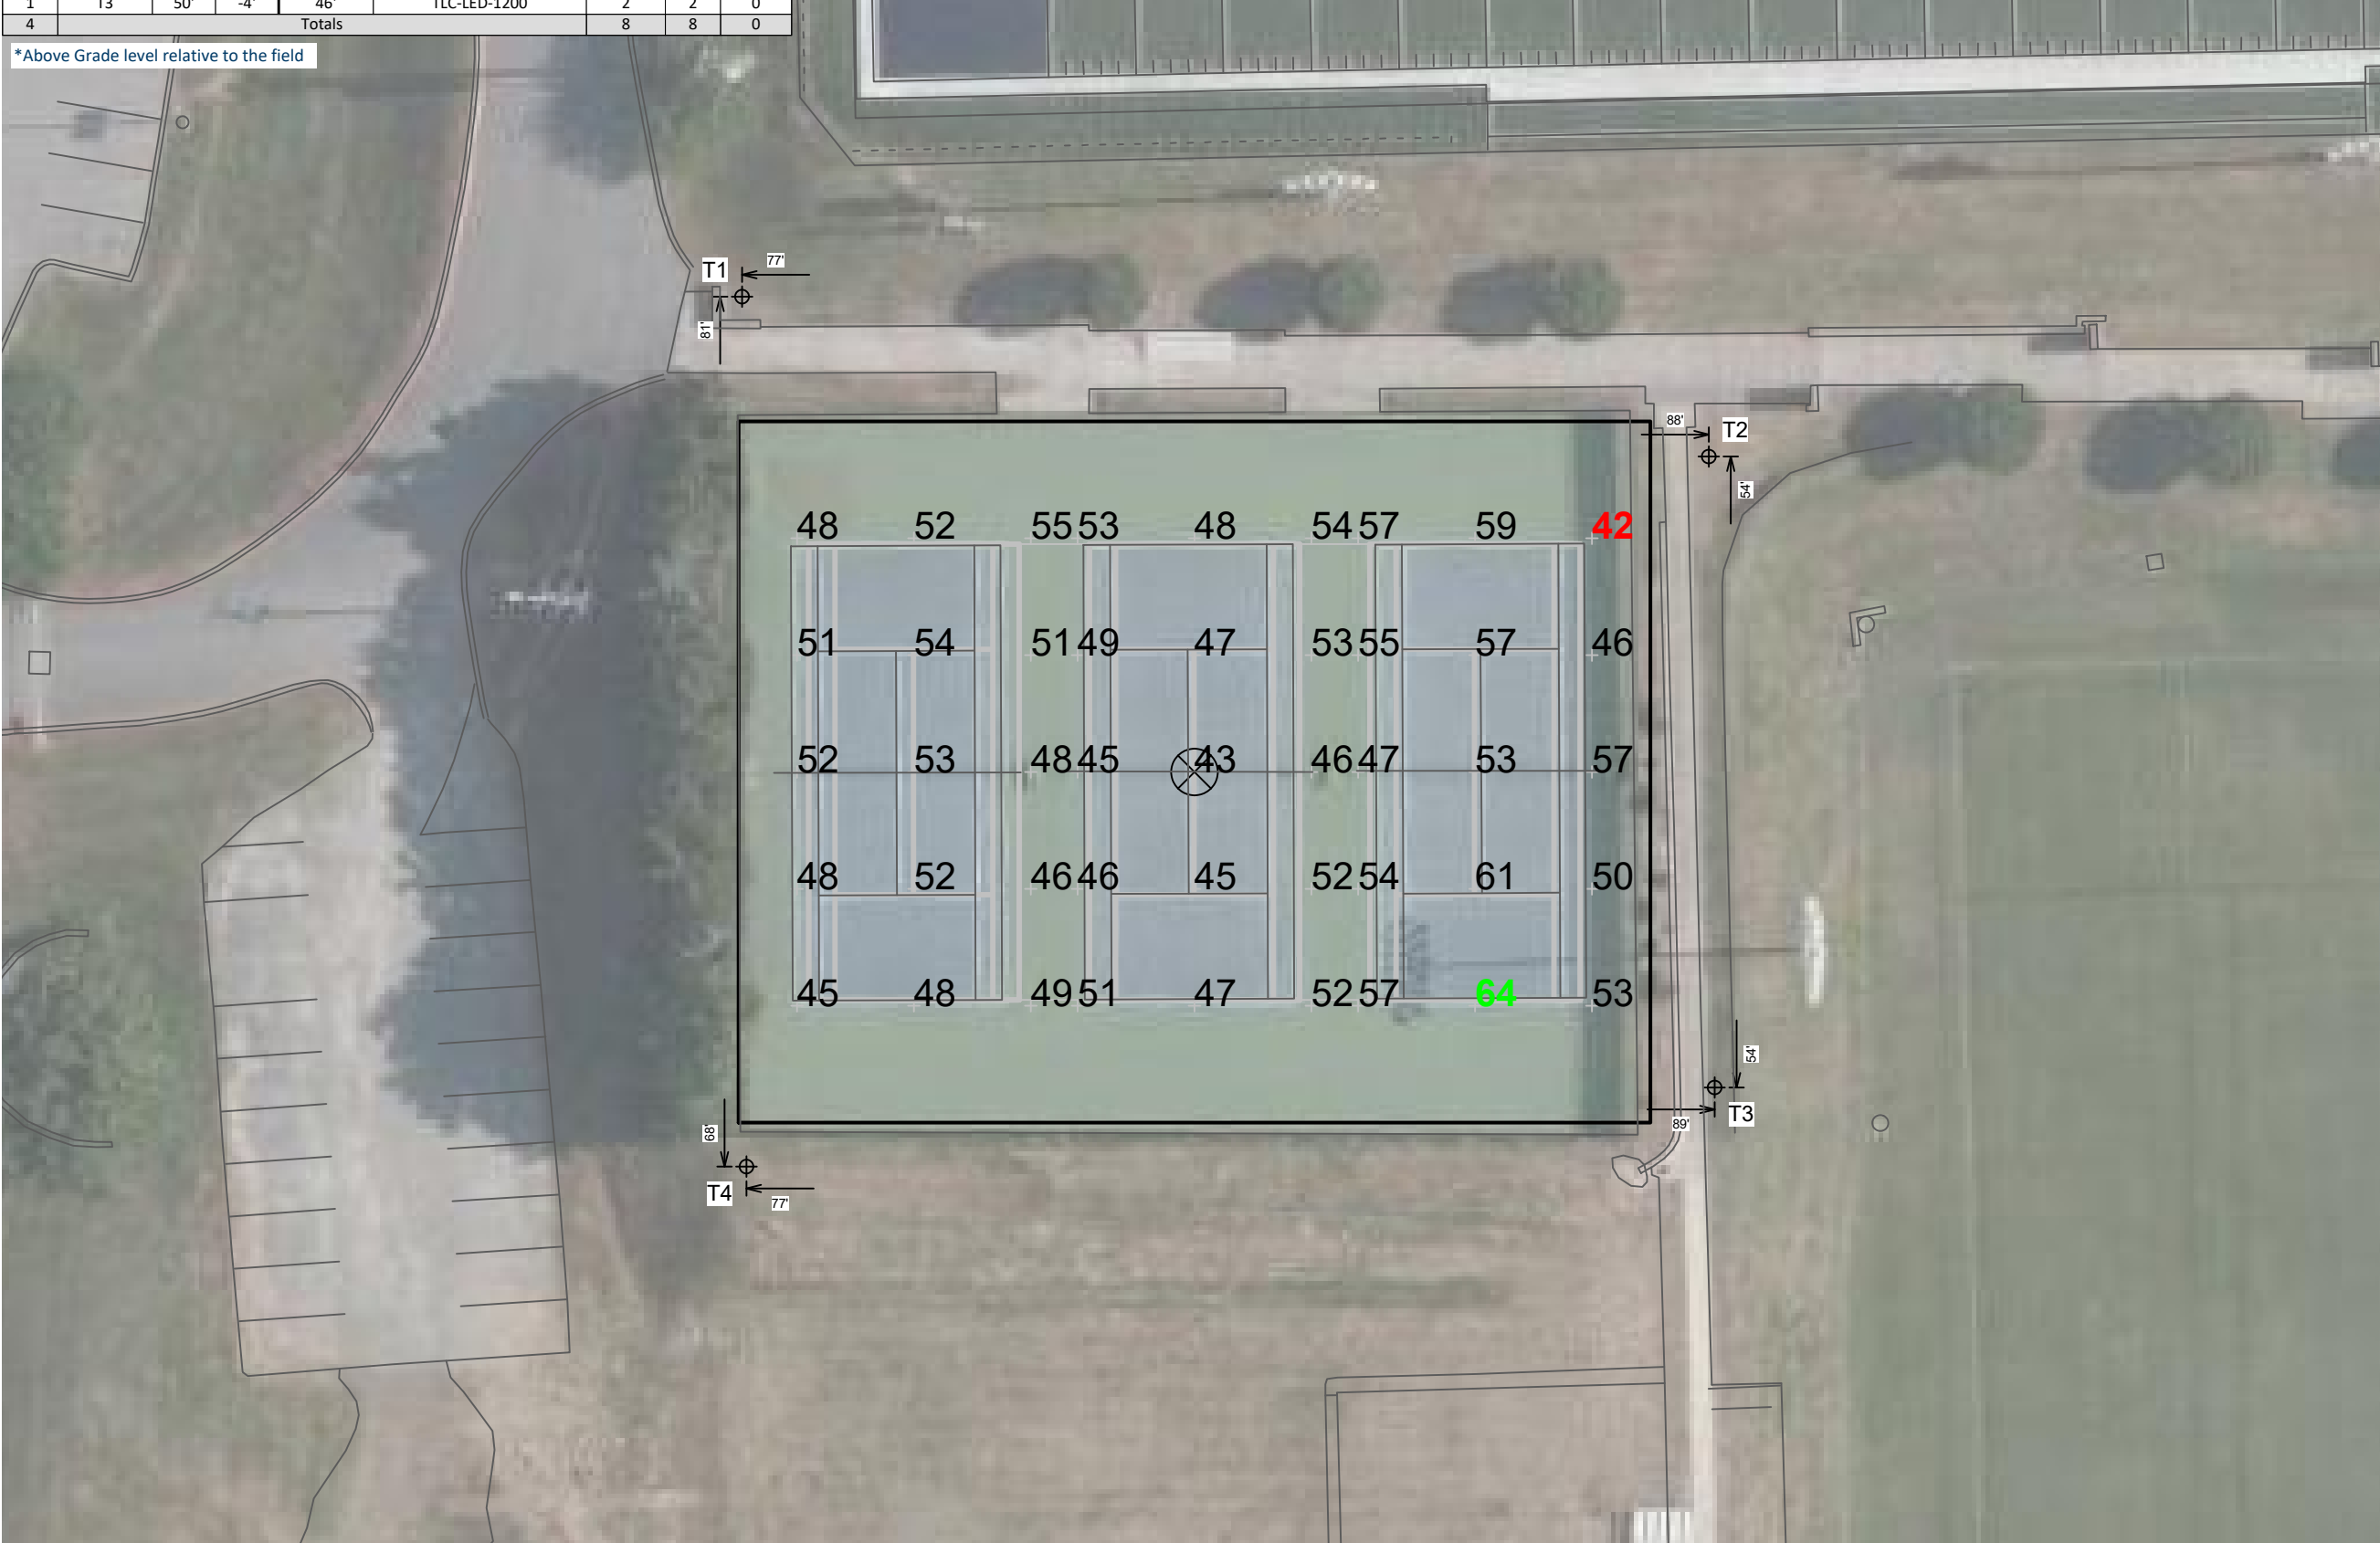 1 T3 50' -4' 46' TLC-LED-1200 2 2 0
4 Totals 8 8 0
*Above Grade level relative to the field
T1 77'
81'
88' T2
54'
48 52 55 53 48 54 57 59 42
51 54 51 49 47 53 55 57 46
52 53 48 45 43 46 47 53 57
48 52 46 46 45 52 54 61 50
45 48 49 51 47 52 57 64 53
54'
89' T3
68'
T4 77'